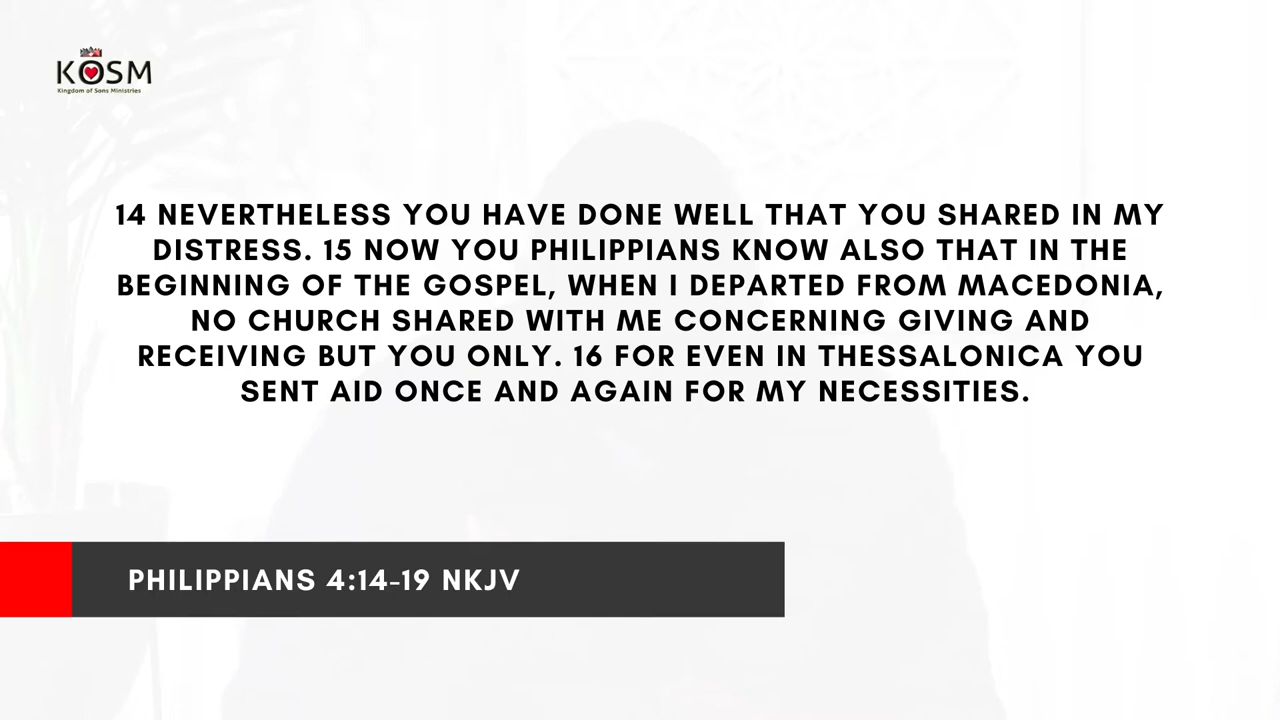 KOSM
Kingdom of Sons Ministries
14 NEVERTHELESS YOU HAVE DONE WELL THAT YOU SHARED IN MY
DISTRESS. 15 NOW YOU PHILIPPIANS KNOW ALSO THAT IN THE
BEGINNING OF THE GOSPEL, WHEN I DEPARTED FROM MACEDONIA,
NO CHURCH SHARED WITH ME CONCERNING GIVING AND
RECEIVING BUT YOU ONLY. 16 FOR EVEN IN THESSALONICA YOU
SENT AID ONCE AND AGAIN FOR MY NECESSITIES.
PHILIPPIANS 4:14-19 NKJV